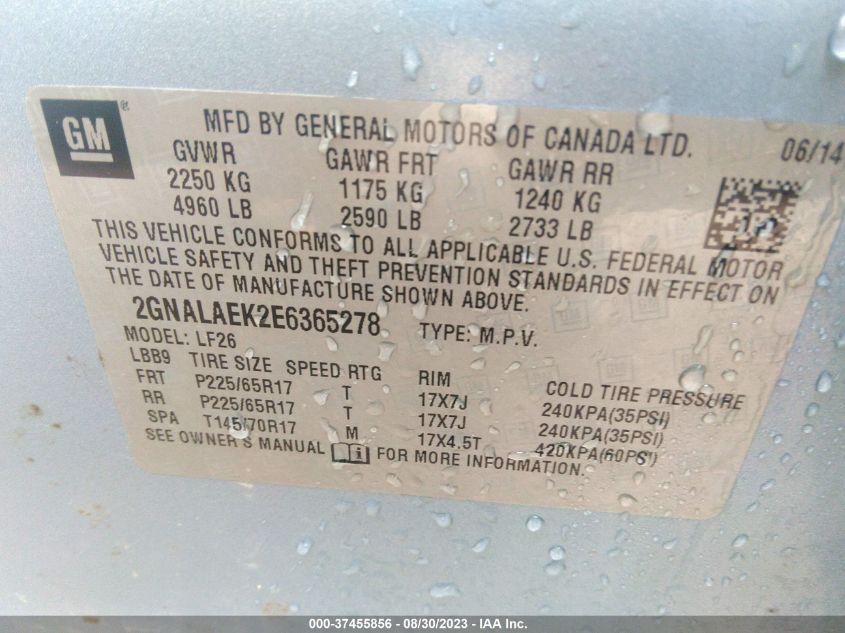 GM ®
MFD BY GENERAL MOTORS OF CANADA LTD. 06/14
GVWR GAWR FRT GAWR RR
2250 KG 1175 KG 1240 KG
4960 LB 2590 LB 2733 LB
THIS VEHICLE CONFORMS TO ALL APPLICABLE U.S. FEDERAL MOTOR
VEHICLE SAFETY AND THEFT PREVENTION STANDARDS IN EFFECT ON
THE DATE OF MANUFACTURE SHOWN ABOVE.
2GNALAEK2E6365278 TYPE: M.P.V.
MODEL: LF26
LBB9 TIRE SIZE SPEED RTG RIM COLD TIRE PRESSURE
FRT P225/65R17 T 17X7J 240KPA(35PSI)
RR P225/65R17 T 17X7J 240KPA(35PSI)
SPA T145/70R17 M 17X4.5T 420KPA(60PSI)
SEE OWNER'S MANUAL FOR MORE INFORMATION.
000-37455856 - 08/30/2023 - IAA Inc.